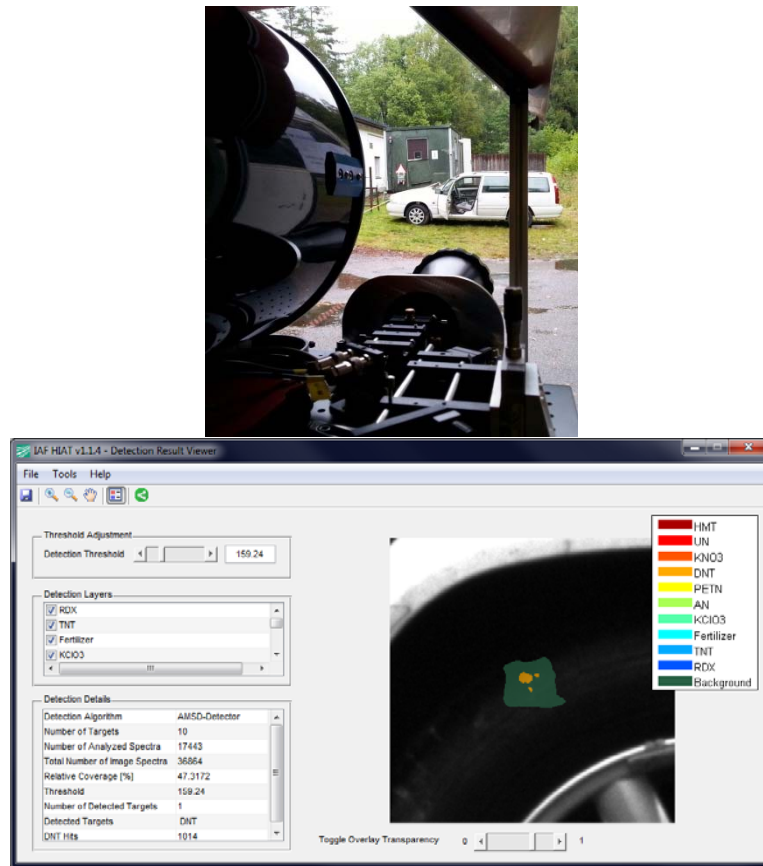 IAF HIAT v1.1.4 - Detection Result Viewer
File Tools Help
Threshold Adjustment
Detection Threshold 159.24
Detection Layers
RDX
TNT
Fertilizer
KClO3
Detection Details
Detection Algorithm AMSD-Detector
Number of Targets 10
Number of Analyzed Spectra 17443
Total Number of Image Spectra 36864
Relative Coverage [%] 47.3172
Threshold 159.24
Number of Detected Targets 1
Detected Targets DNT
DNT Hits 1014
HMT
UN
KNO3
DNT
PETN
AN
KClO3
Fertilizer
TNT
RDX
Background
Toggle Overlay Transparency 0 1